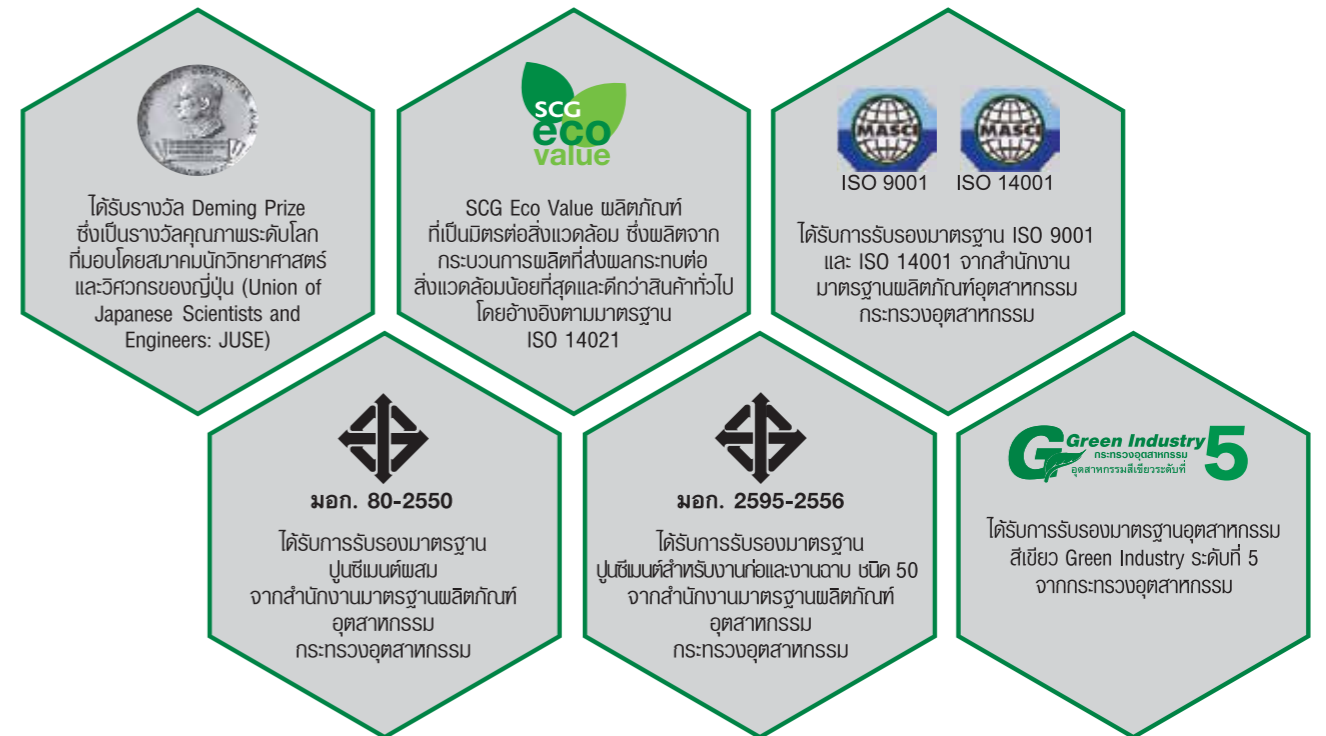 ได้รับรางวัล Deming Prize
ซึ่งเป็นรางวัลคุณภาพระดับโลก
ที่มอบโดยสมาคมนักวิทยาศาสตร์
และวิศวกรของญี่ปุ่น (Union of
Japanese Scientists and
Engineers: JUSE)
SCG
eco
value
SCG Eco Value ผลิตภัณฑ์
ที่เป็นมิตรต่อสิ่งแวดล้อม ซึ่งผลิตจาก
กระบวนการผลิตที่ส่งผลกระทบต่อ
สิ่งแวดล้อมน้อยที่สุดและดีกว่าสินค้าทั่วไป
โดยอ้างอิงตามมาตรฐาน
ISO 14021
MASCI MASCI
ISO 9001 ISO 14001
ได้รับการรับรองมาตรฐาน ISO 9001
และ ISO 14001 จากสำนักงาน
มาตรฐานผลิตภัณฑ์อุตสาหกรรม
กระทรวงอุตสาหกรรม
มอก. 80-2550
ได้รับการรับรองมาตรฐาน
ปูนซีเมนต์ผสม
จากสำนักงานมาตรฐานผลิตภัณฑ์
อุตสาหกรรม
กระทรวงอุตสาหกรรม
มอก. 2595-2556
ได้รับการรับรองมาตรฐาน
ปูนซีเมนต์สำหรับงานก่อและงานฉาบ ชนิด 50
จากสำนักงานมาตรฐานผลิตภัณฑ์
อุตสาหกรรม
กระทรวงอุตสาหกรรม
G Green Industry 5
กระทรวงอุตสาหกรรม
อุตสาหกรรมสีเขียวระดับที่
ได้รับการรับรองมาตรฐานอุตสาหกรรม
สีเขียว Green Industry ระดับที่ 5
จากกระทรวงอุตสาหกรรม